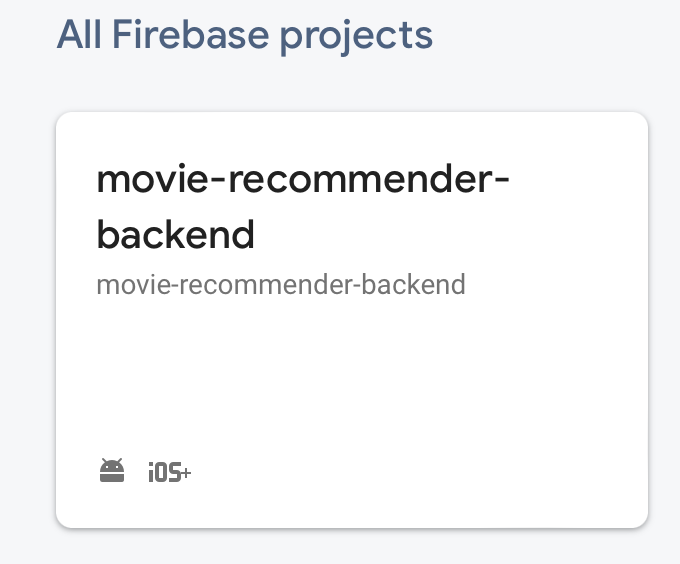 All Firebase projects
movie-recommender-
backend
movie-recommender-backend
iOS+